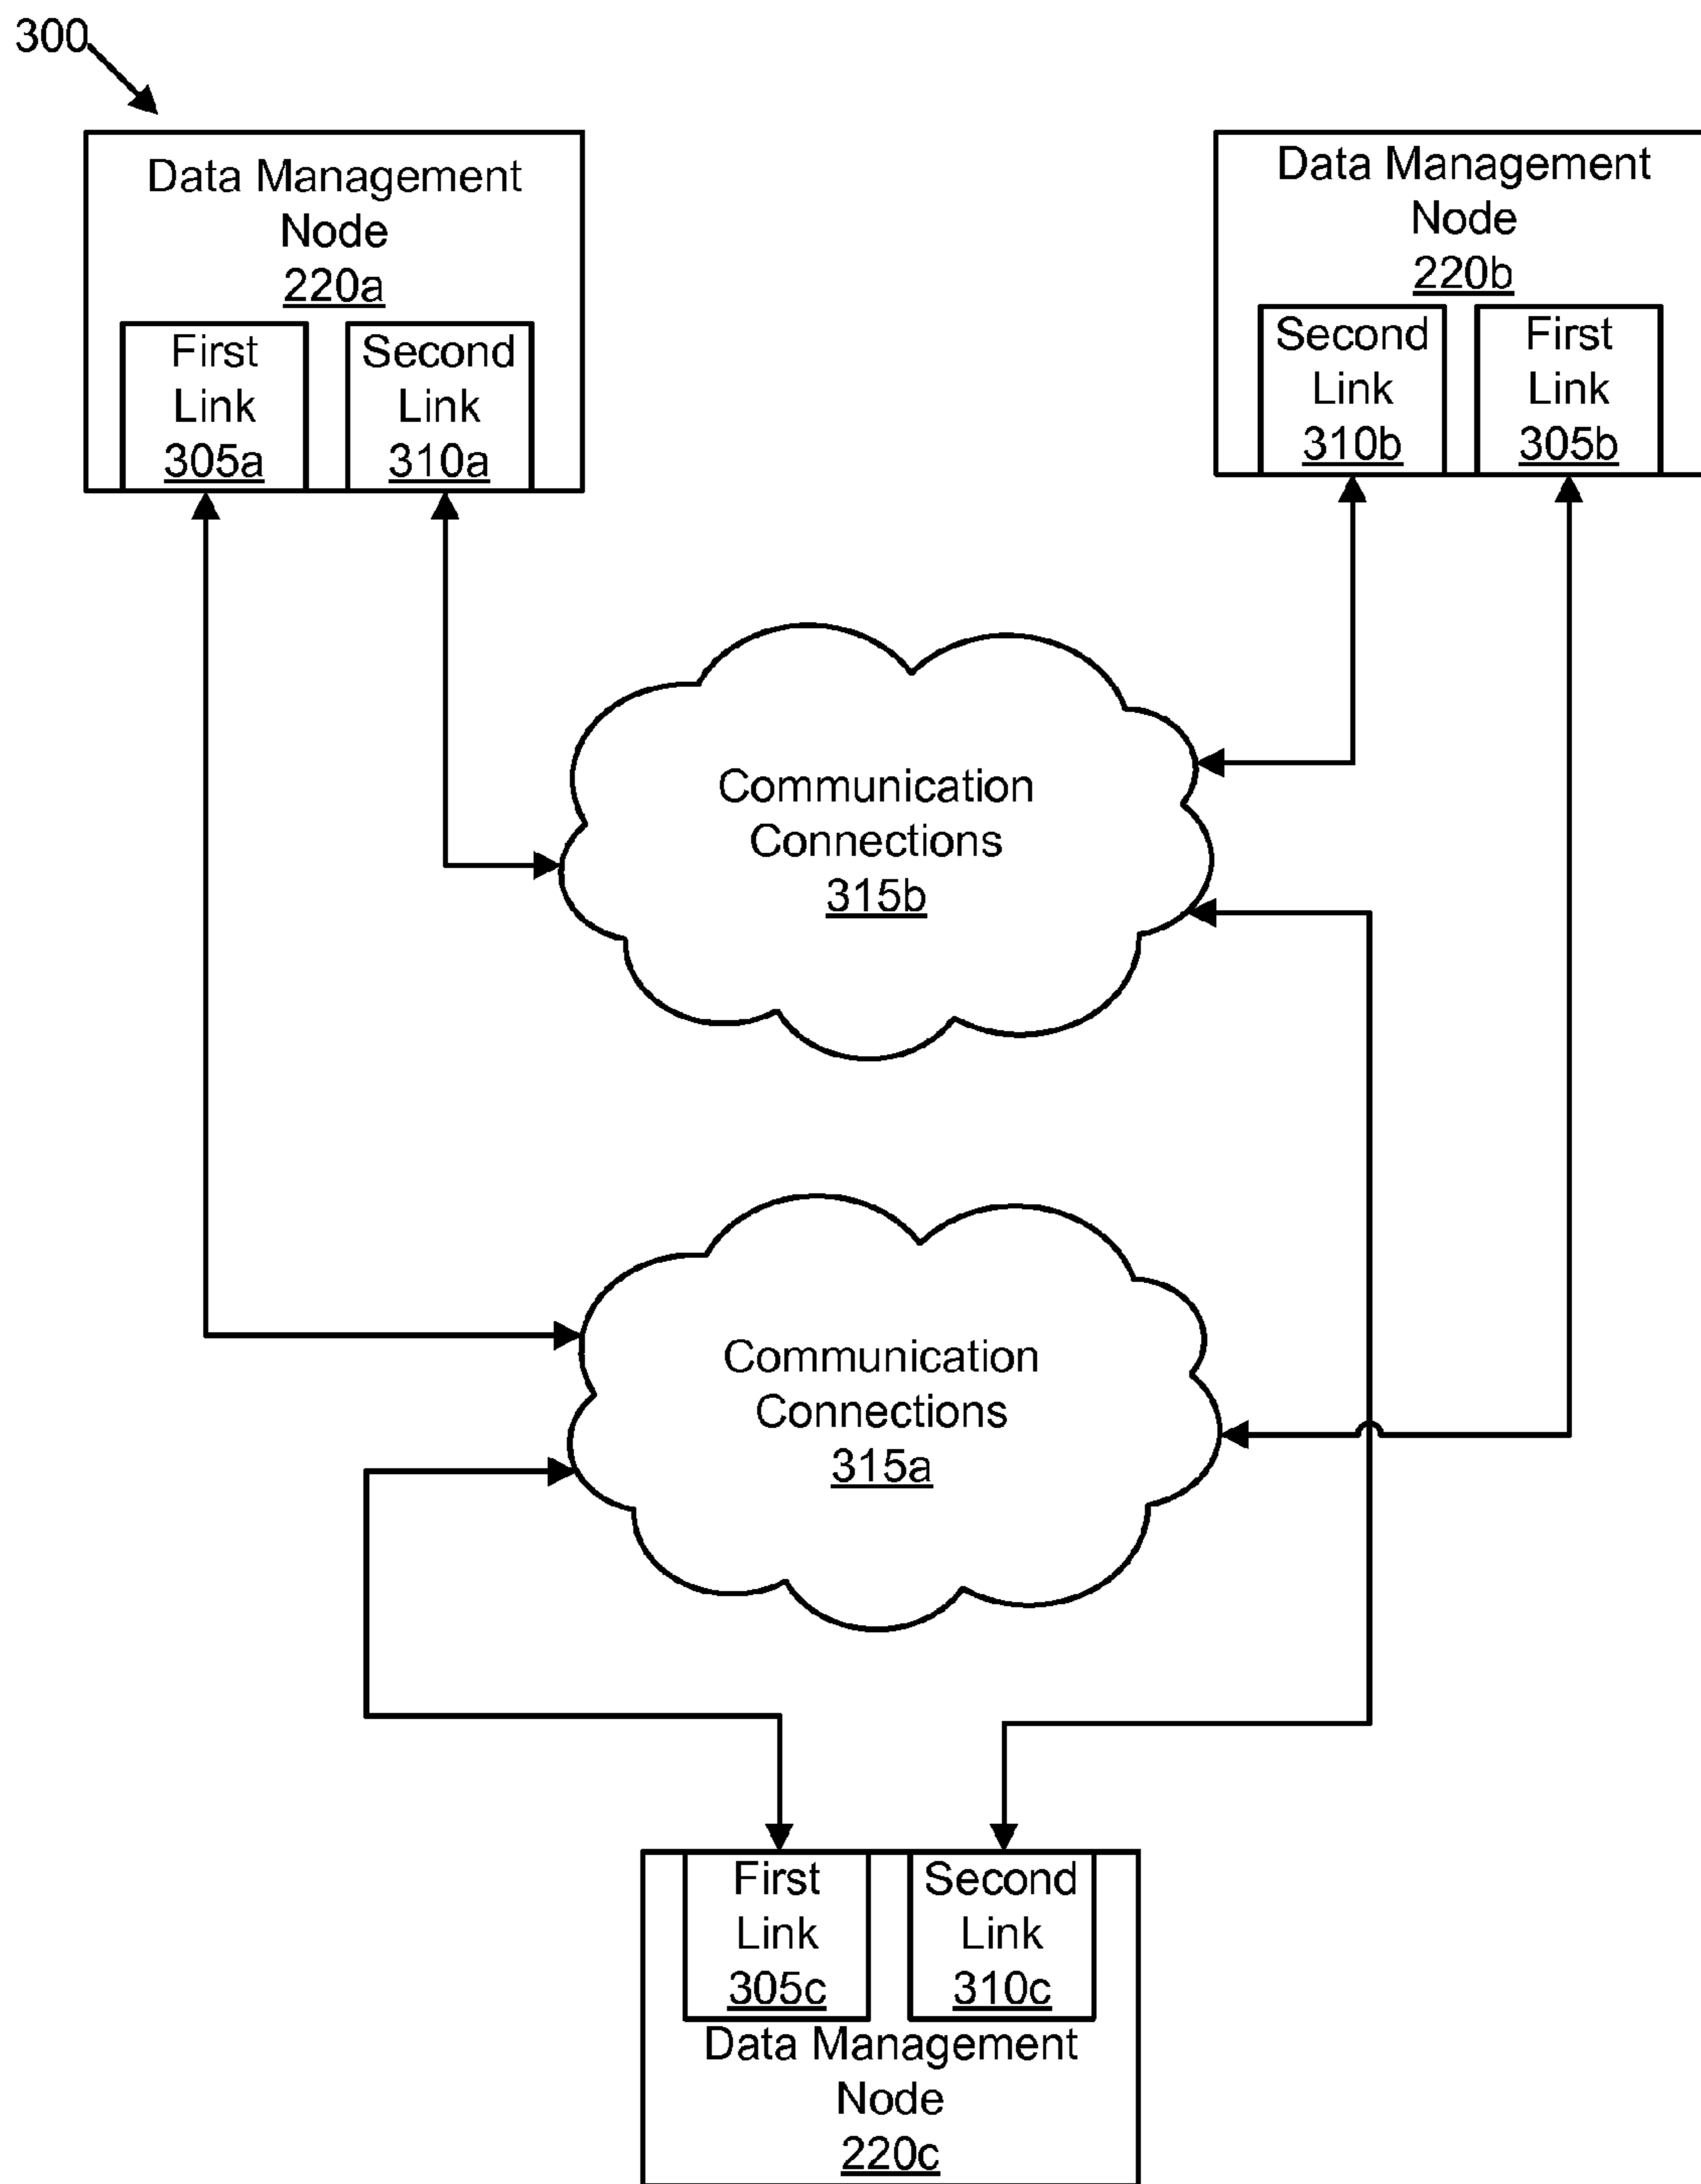 300
Data Management
Node
220a
First
Link
305a
Second
Link
310a
Data Management
Node
220b
Second
Link
310b
First
Link
305b
Communication
Connections
315b
Communication
Connections
315a
First
Link
305c
Second
Link
310c
Data Management
Node
220c